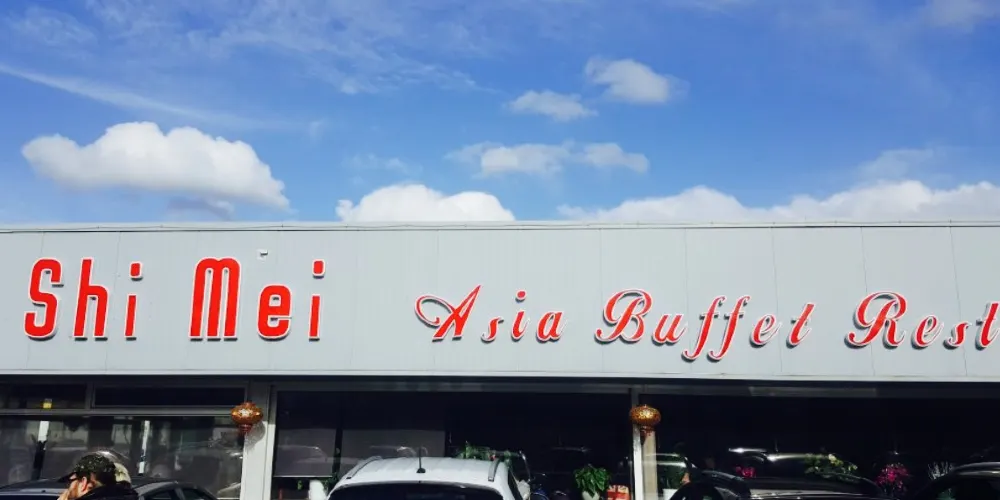 Shi Mei Asia Buffet Rest